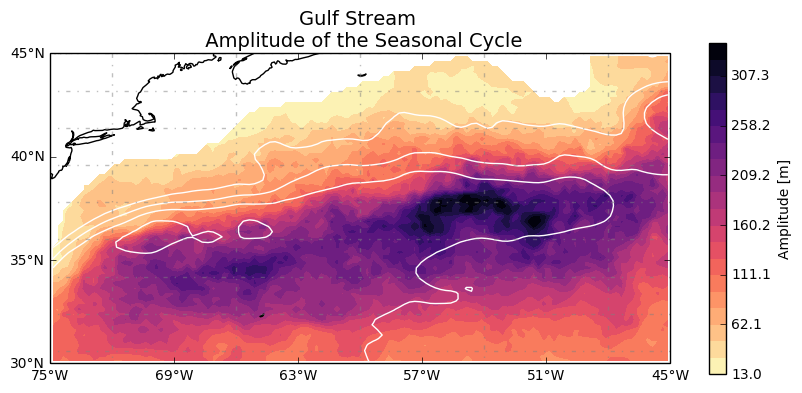 Gulf Stream
Amplitude of the Seasonal Cycle
45°N
40°N
35°N
30°N
75°W
69°W
63°W
57°W
51°W
45°W
307.3
258.2
209.2
160.2
111.1
62.1
13.0
Amplitude [m]